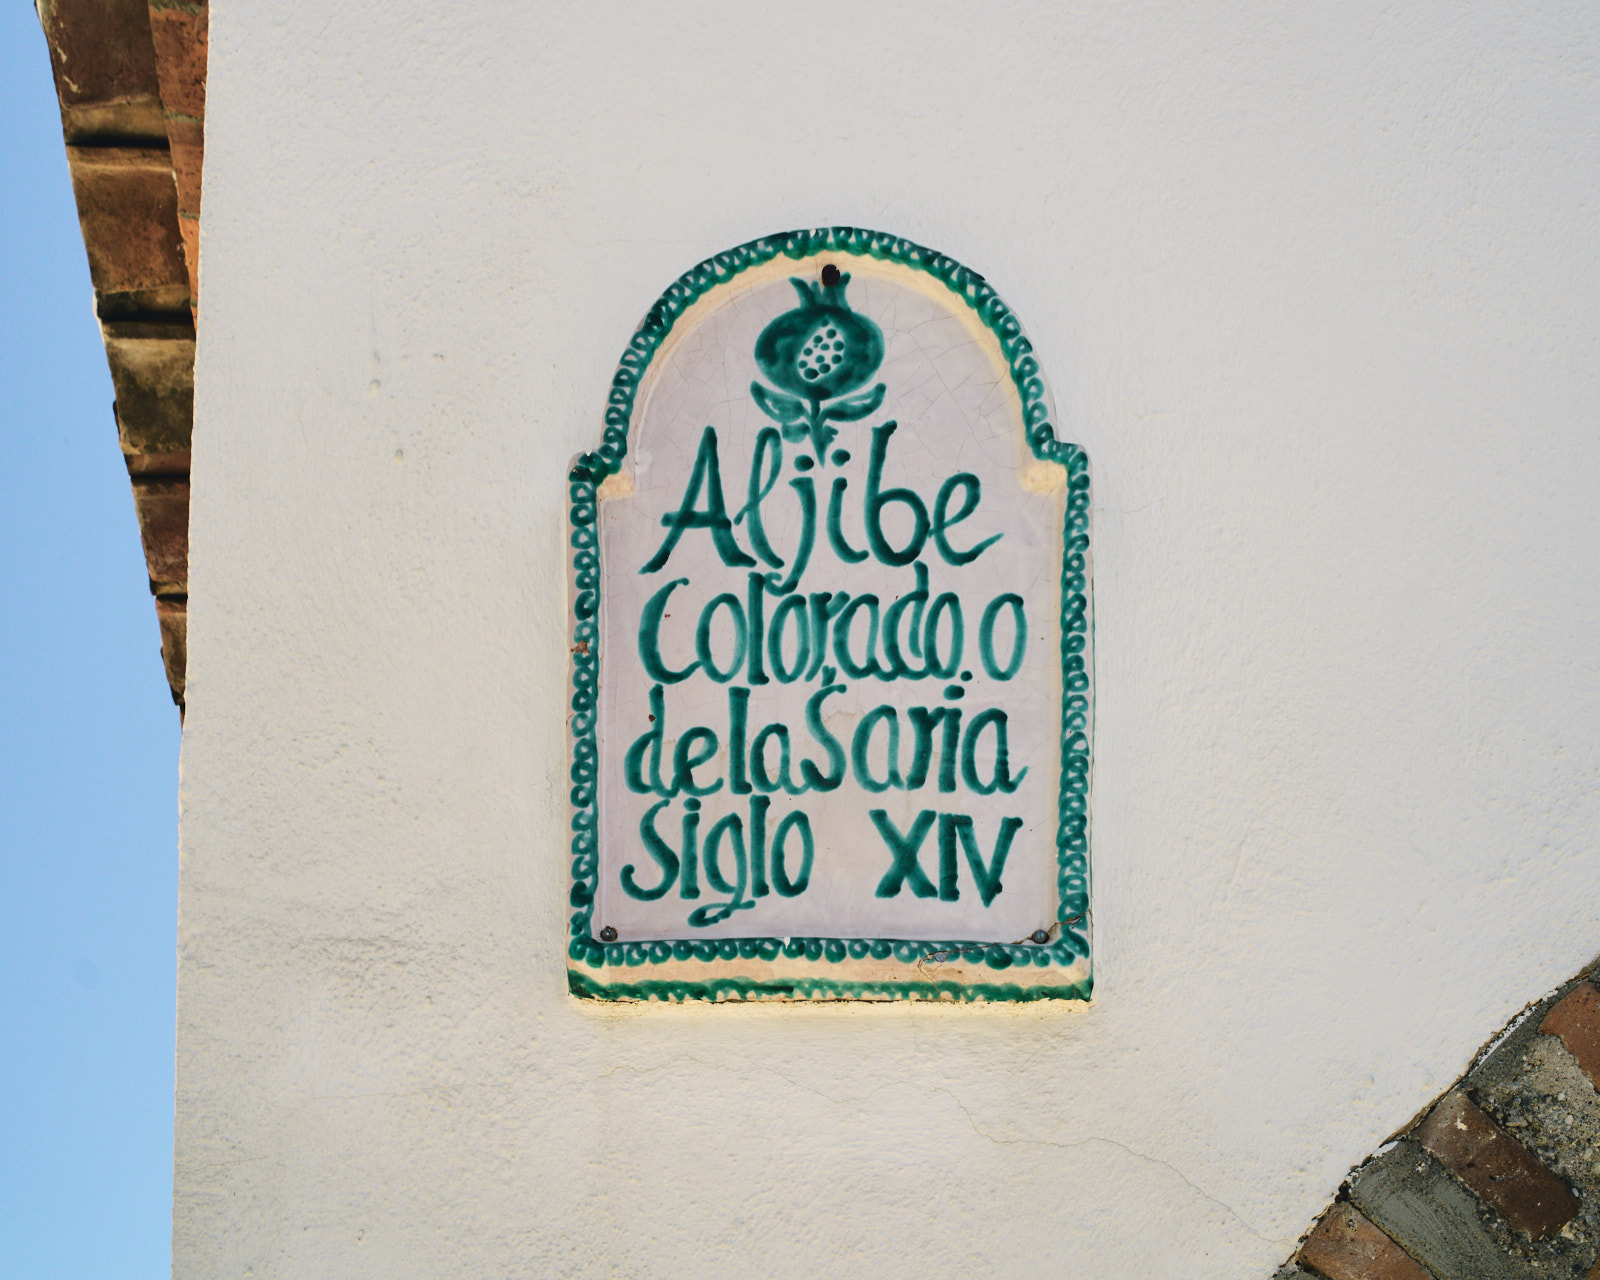 Aljibe
Colorado o
de la Saria
Siglo XIV